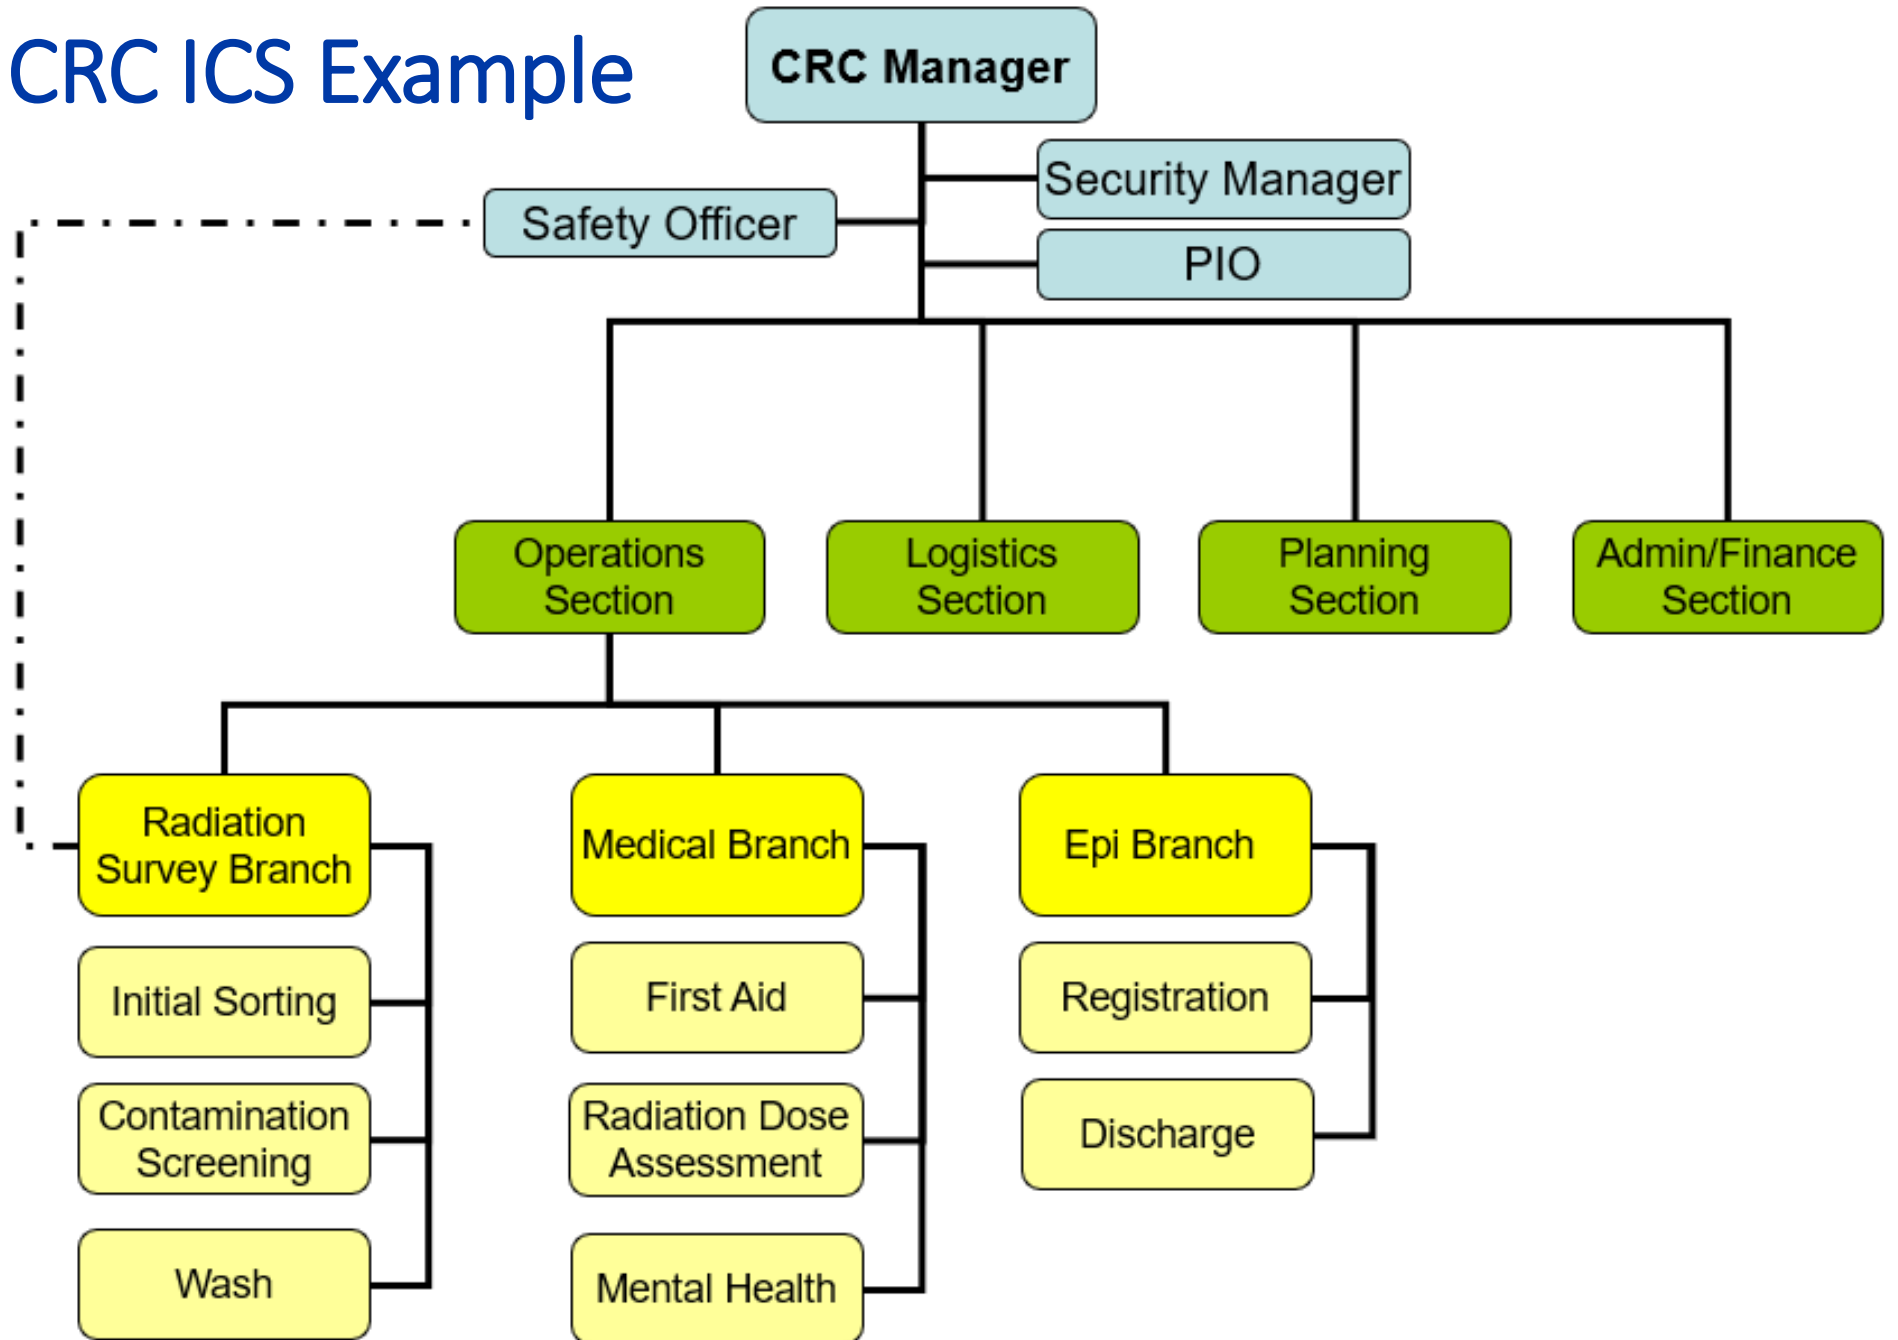 CRC ICS Example
CRC Manager
Security Manager
Safety Officer
PIO
Operations
Section
Logistics
Section
Planning
Section
Admin/Finance
Section
Radiation
Survey Branch
Medical Branch
Epi Branch
Initial Sorting
First Aid
Registration
Contamination
Screening
Radiation Dose
Assessment
Discharge
Wash
Mental Health